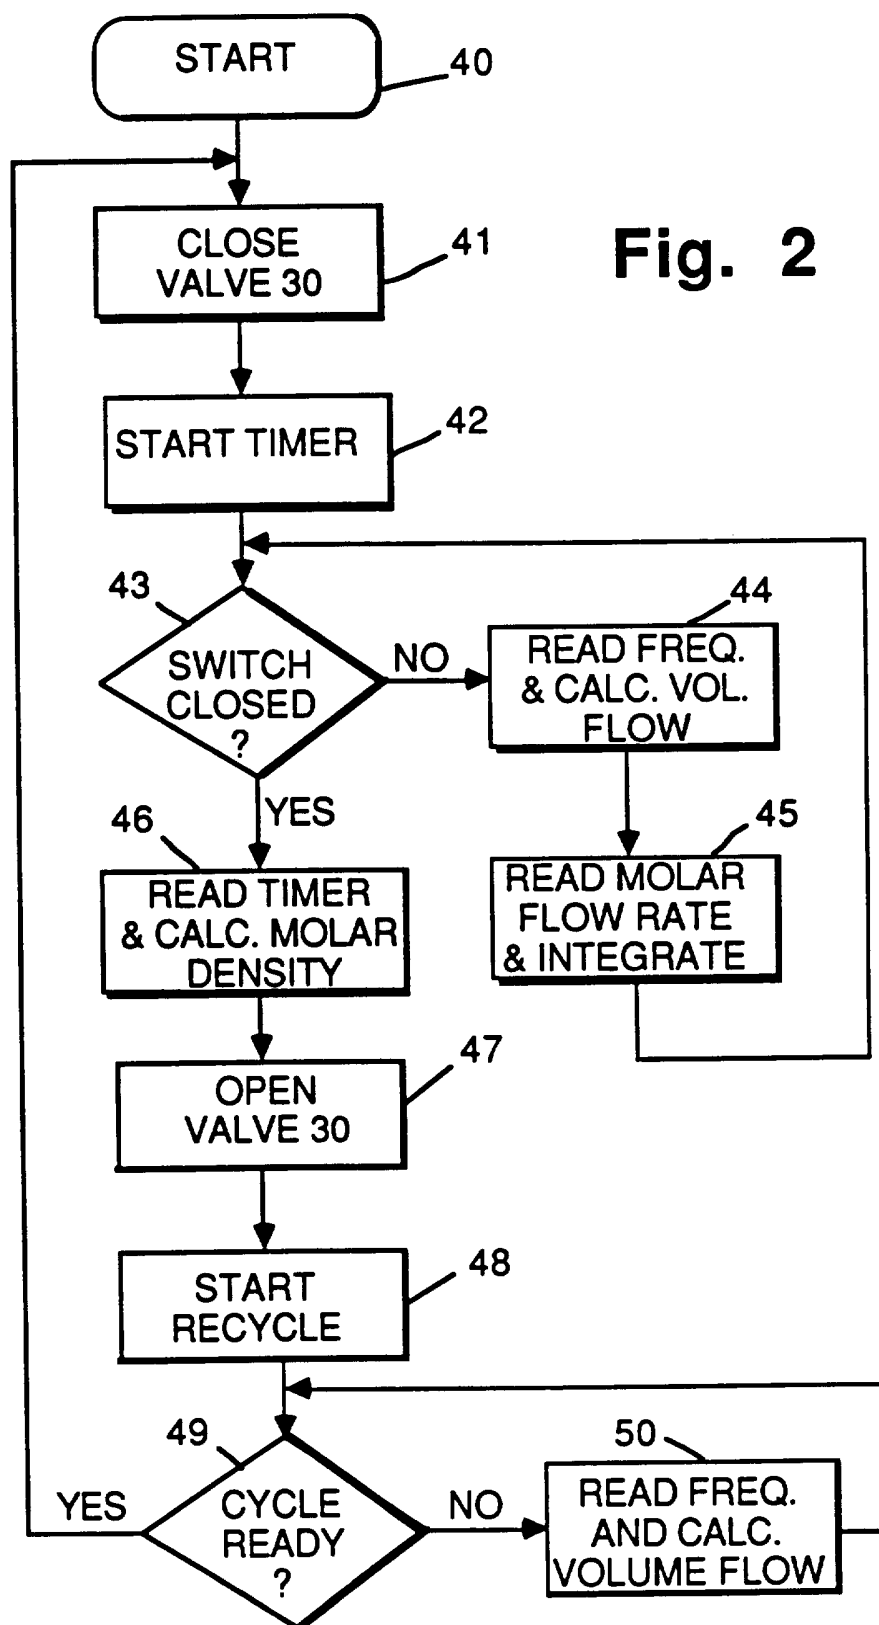 START
40
CLOSE
VALVE 30
41
Fig. 2
START TIMER
42
43
SWITCH
CLOSED
?
NO
YES
44
READ FREQ.
& CALC. VOL.
FLOW
45
READ MOLAR
FLOW RATE
& INTEGRATE
46
READ TIMER
& CALC. MOLAR
DENSITY
47
OPEN
VALVE 30
48
START
RECYCLE
49
CYCLE
READY
?
YES
NO
50
READ FREQ.
AND CALC.
VOLUME FLOW